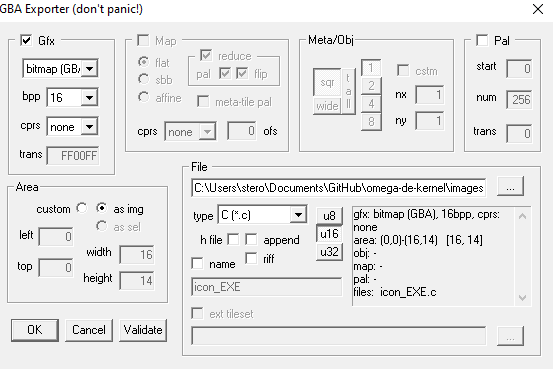 GBA Exporter (don't panic!)
Gfx
bitmap (GBA
bpp 16
cprs none
trans FF00FF
Map
flat
sbb
affine
reduce
pal flip
meta-tile pal
cprs none 0 ofs
Meta/Obj
sqr
tall
wide
1
2
4
8
cstm
nx 1
ny 1
Pal
start 0
num 256
trans 0
Area
custom as img
as sel
left 0
top 0
width 16
height 14
OK Cancel Validate
File
C:\Users\stero\Documents\GitHub\omega-de-kernel\images
...
type C (*.c)
h file append
name riff
icon_EXE
u8
u16
u32
gfx: bitmap (GBA), 16bpp, cprs:
none
area: (0,0)-(16,14) [16, 14]
obj: -
map: -
pal: -
files: icon_EXE.c
ext tileset
...